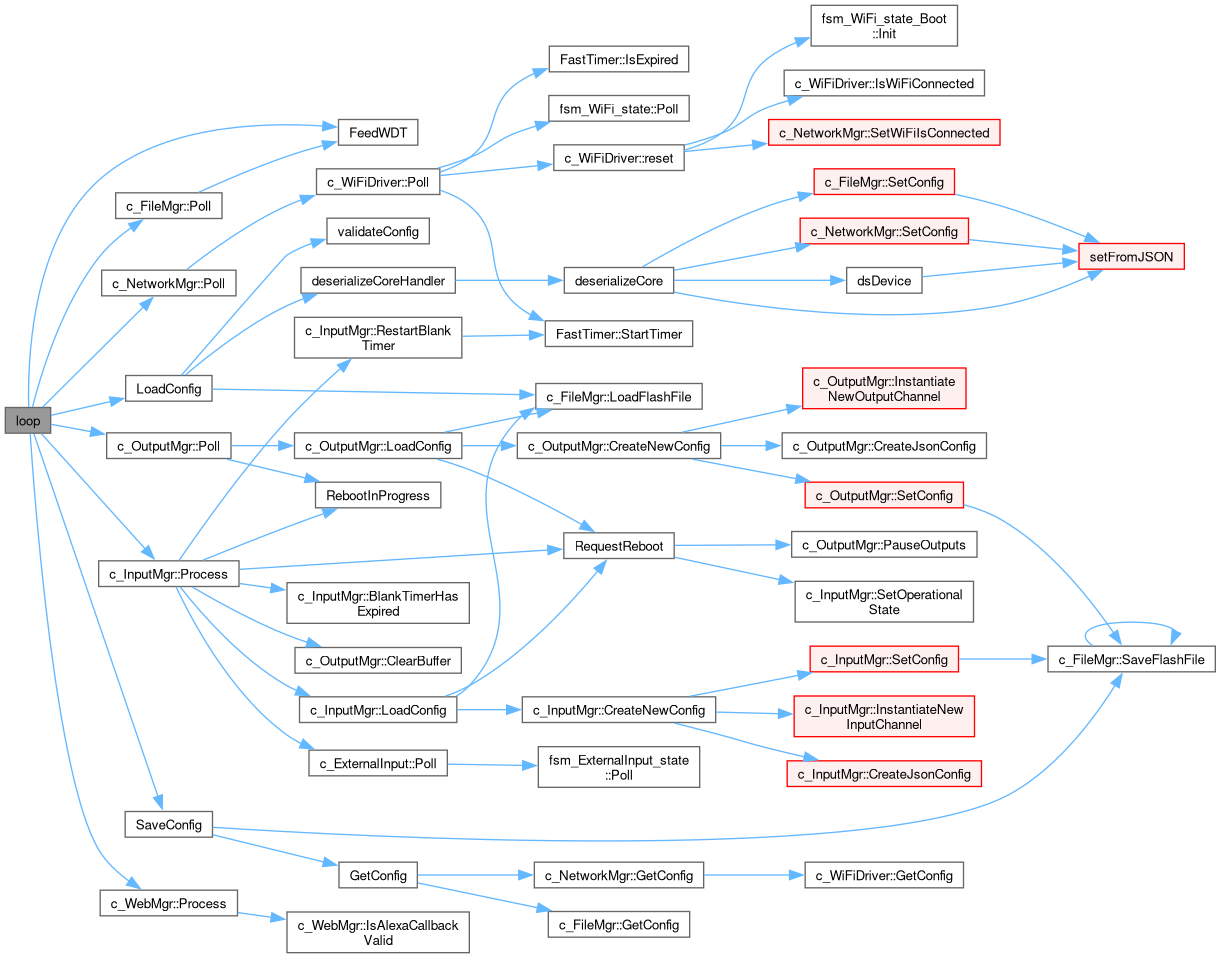 fsm_WiFi_state_Boot
::Init
FastTimer::IsExpired
c_WiFiDriver::IsWiFiConnected
fsm_WiFi_state::Poll
FeedWDT
c_NetworkMgr::SetWiFiIsConnected
c_WiFiDriver::reset
c_WiFiDriver::Poll
c_FileMgr::SetConfig
c_FileMgr::Poll
validateConfig
c_NetworkMgr::SetConfig
setFromJSON
c_NetworkMgr::Poll
deserializeCoreHandler
deserializeCore
dsDevice
c_InputMgr::RestartBlank
Timer
FastTimer::StartTimer
LoadConfig
c_FileMgr::LoadFlashFile
c_OutputMgr::Instantiate
NewOutputChannel
loop
c_OutputMgr::Poll
c_OutputMgr::LoadConfig
c_OutputMgr::CreateNewConfig
c_OutputMgr::CreateJsonConfig
RebootInProgress
c_OutputMgr::SetConfig
RequestReboot
c_OutputMgr::PauseOutputs
c_InputMgr::Process
c_InputMgr::BlankTimerHas
Expired
c_InputMgr::SetOperational
State
c_OutputMgr::ClearBuffer
c_InputMgr::SetConfig
c_FileMgr::SaveFlashFile
c_InputMgr::LoadConfig
c_InputMgr::CreateNewConfig
c_InputMgr::InstantiateNew
InputChannel
c_ExternalInput::Poll
fsm_ExternalInput_state
::Poll
c_InputMgr::CreateJsonConfig
SaveConfig
GetConfig
c_NetworkMgr::GetConfig
c_WiFiDriver::GetConfig
c_WebMgr::Process
c_WebMgr::IsAlexaCallback
Valid
c_FileMgr::GetConfig